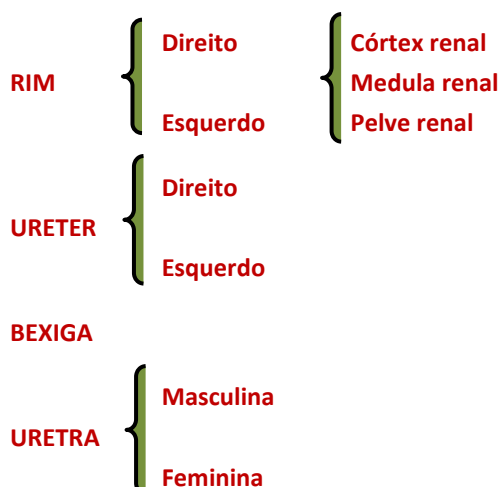 Direito Córtex renal
RIM Medula renal
Esquerdo Pelve renal
Direito
URETER
Esquerdo
BEXIGA
Masculina
URETRA
Feminina